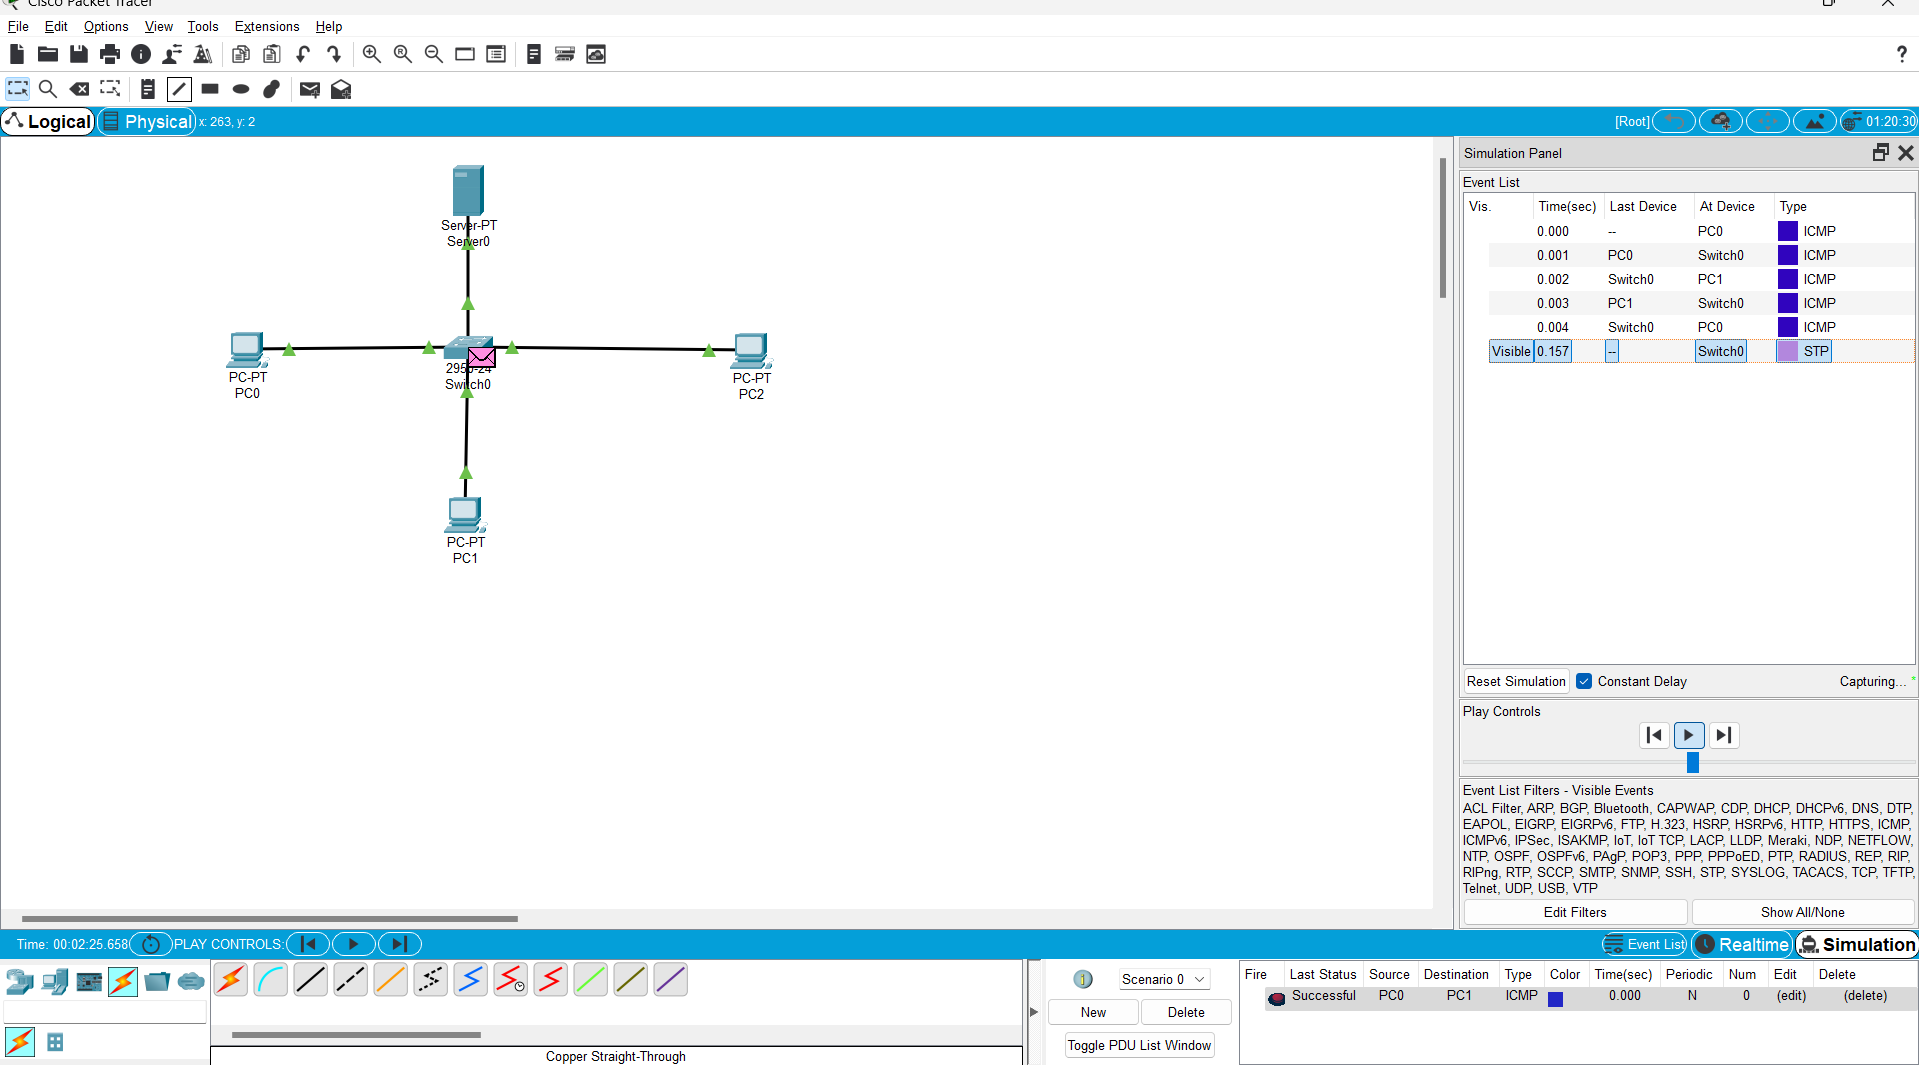 Cisco Packet Tracer
File Edit Options View Tools Extensions Help
Logical Physical x: 263, y: 2 [Root] 01:20:30
Simulation Panel
Event List
Vis. Time(sec) Last Device At Device Type
0.000 -- PC0 ICMP
0.001 PC0 Switch0 ICMP
0.002 Switch0 PC1 ICMP
0.003 PC1 Switch0 ICMP
0.004 Switch0 PC0 ICMP
Visible 0.157 -- Switch0 STP
Server-PT
Server0
PC-PT
PC0
2950-24
Switch0
PC-PT
PC2
PC-PT
PC1
Reset Simulation Constant Delay Capturing... *
Play Controls
Event List Filters - Visible Events
ACL Filter, ARP, BGP, Bluetooth, CAPWAP, CDP, DHCP, DHCPv6, DNS, DTP,
EAPOL, EIGRP, EIGRPv6, FTP, H.323, HSRP, HSRPv6, HTTP, HTTPS, ICMP,
ICMPv6, IPSec, ISAKMP, IoT, IoT TCP, LACP, LLDP, Meraki, NDP, NETFLOW,
NTP, OSPF, OSPFv6, PAgP, POP3, PPP, PPPoED, PTP, RADIUS, REP, RIP,
RIPng, RTP, SCCP, SMTP, SNMP, SSH, STP, SYSLOG, TACACS, TCP, TFTP,
Telnet, UDP, USB, VTP
Edit Filters Show All/None
Time: 00:02:25.658 PLAY CONTROLS: Event List Realtime Simulation
Scenario 0
New Delete
Toggle PDU List Window
Fire Last Status Source Destination Type Color Time(sec) Periodic Num Edit Delete
Successful PC0 PC1 ICMP 0.000 N 0 (edit) (delete)
Copper Straight-Through